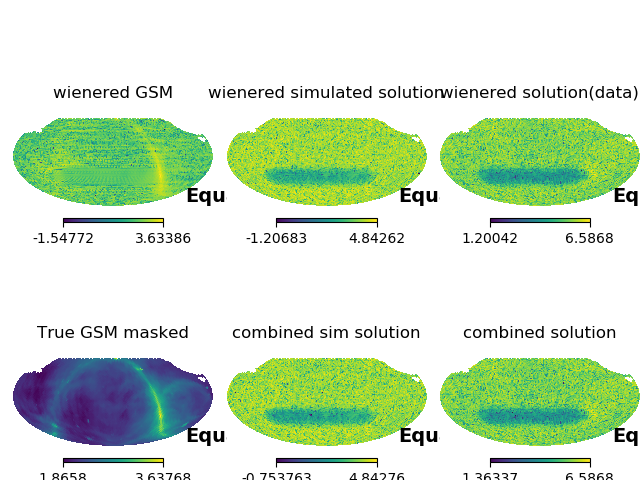 wienered GSM
wienered simulated solution
wienered solution(data)
Equ
Equ
Eq
-1.54772 3.63386
-1.20683 4.84262
1.20042 6.5868
True GSM masked
combined sim solution
combined solution
Equ
Equ
Eq
1.8658 3.63768
-0.753763 4.84276
1.36337 6.5868